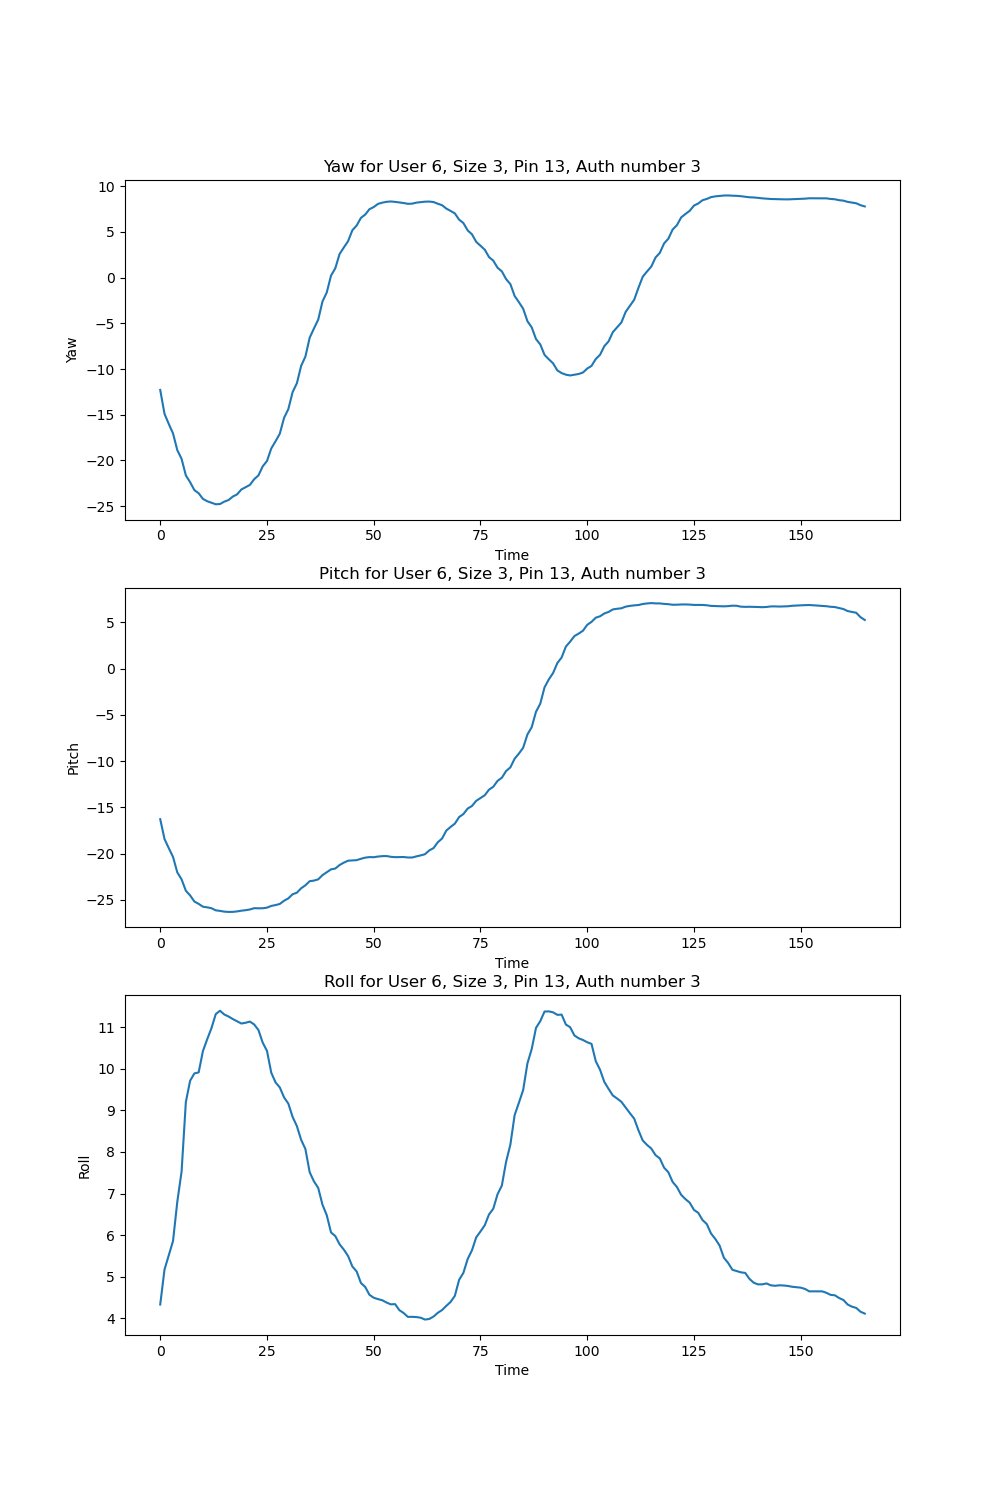 Yaw for User 6, Size 3, Pin 13, Auth number 3
10
5
0
−5
−10
−15
−20
−25
Yaw
0 25 50 75 100 125 150
Time
Pitch for User 6, Size 3, Pin 13, Auth number 3
5
0
−5
−10
−15
−20
−25
Pitch
0 25 50 75 100 125 150
Time
Roll for User 6, Size 3, Pin 13, Auth number 3
11
10
9
8
7
6
5
4
Roll
0 25 50 75 100 125 150
Time